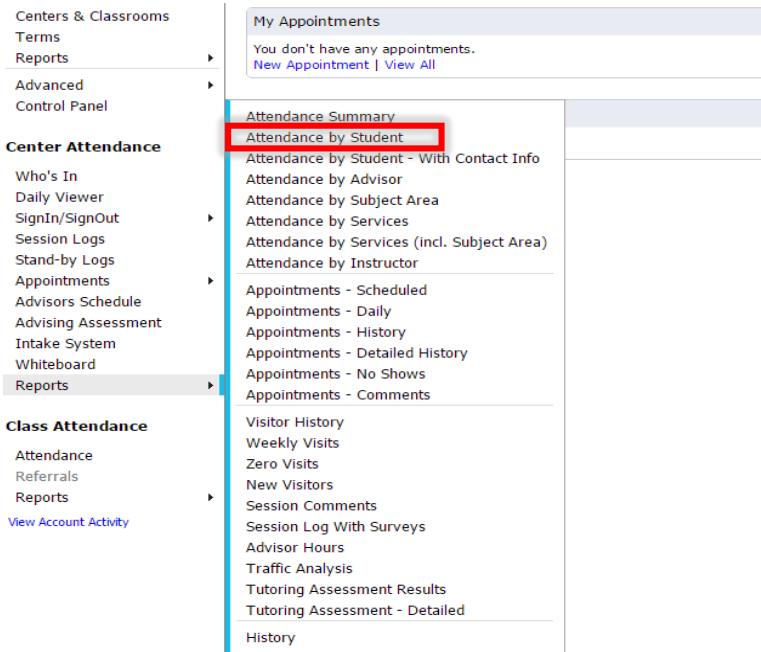 Centers & Classrooms
Terms
Reports
Advanced
Control Panel
Center Attendance
Who's In
Daily Viewer
SignIn/SignOut
Session Logs
Stand-by Logs
Appointments
Advisors Schedule
Advising Assessment
Intake System
Whiteboard
Reports
Class Attendance
Attendance
Referrals
Reports
View Account Activity
My Appointments
You don't have any appointments.
New Appointment | View All
Attendance Summary
Attendance by Student
Attendance by Student - With Contact Info
Attendance by Advisor
Attendance by Subject Area
Attendance by Services
Attendance by Services (incl. Subject Area)
Attendance by Instructor
Appointments - Scheduled
Appointments - Daily
Appointments - History
Appointments - Detailed History
Appointments - No Shows
Appointments - Comments
Visitor History
Weekly Visits
Zero Visits
New Visitors
Session Comments
Session Log With Surveys
Advisor Hours
Traffic Analysis
Tutoring Assessment Results
Tutoring Assessment - Detailed
History